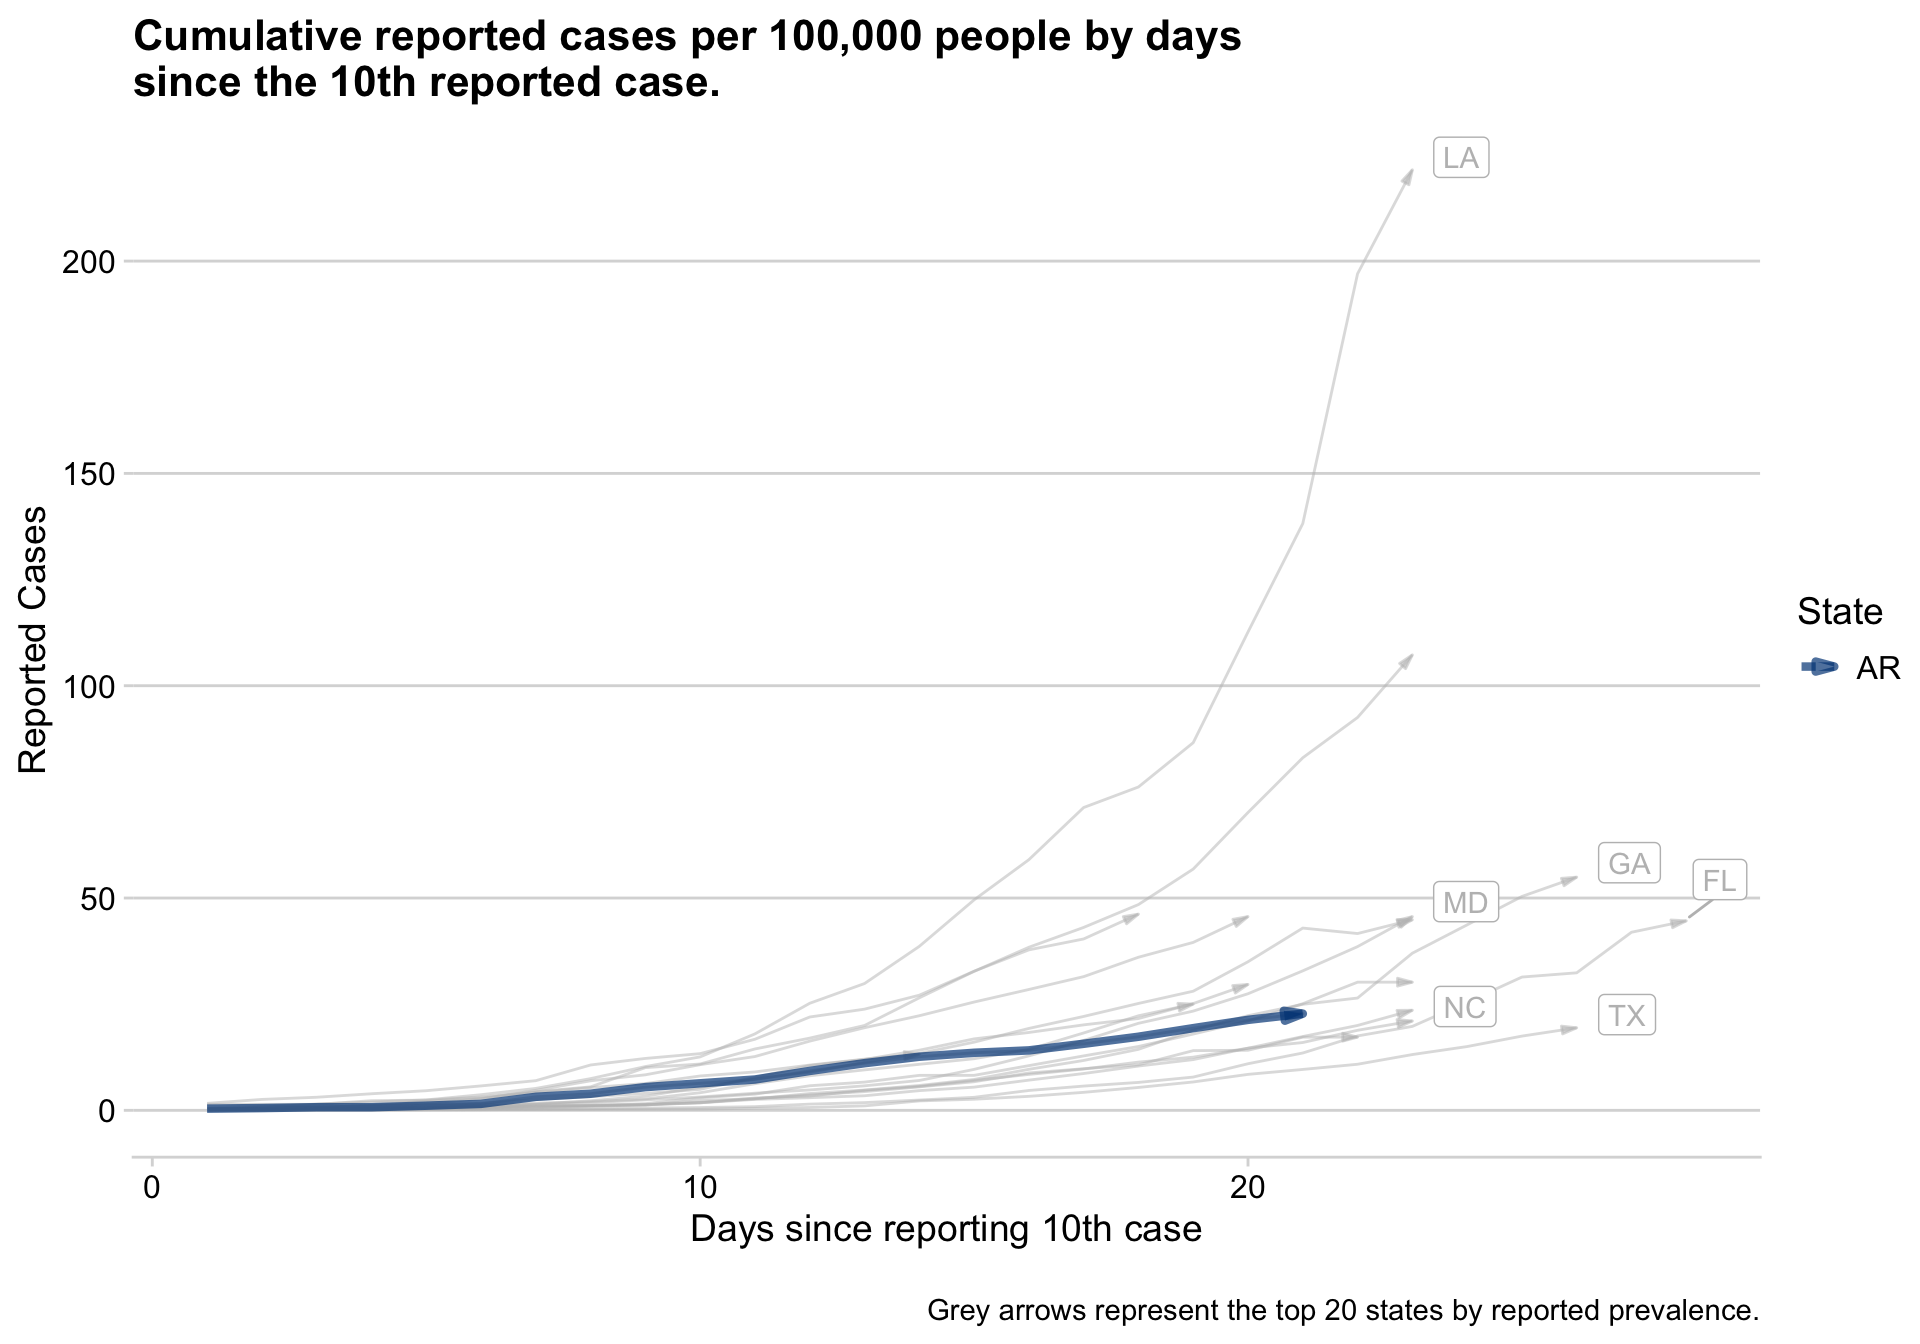 Cumulative reported cases per 100,000 people by days
since the 10th reported case.
LA
200
150
Reported Cases
State
AR
100
GA
FL
50
MD
NC
TX
0
0
10
20
Days since reporting 10th case
Grey arrows represent the top 20 states by reported prevalence.